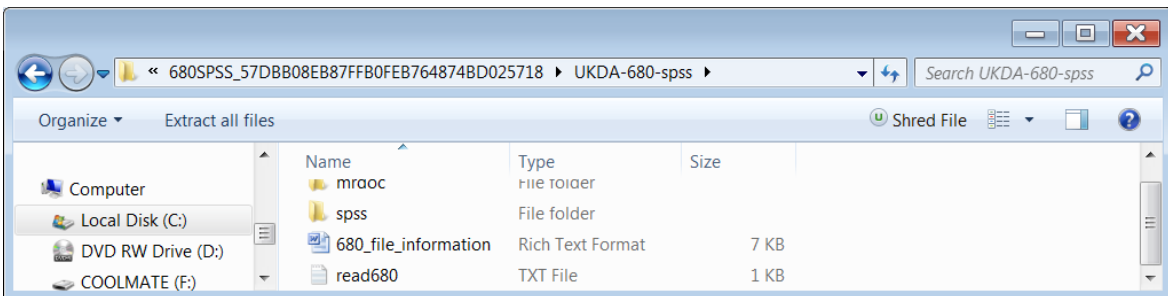 « 680SPSS_57DBB08EB87FFB0FEB764874BD025718 ▸ UKDA-680-spss ▸ Search UKDA-680-spss
Organize Extract all files Shred File
Name Type Size
mrdoc File folder
Computer
spss File folder
Local Disk (C:)
680_file_information Rich Text Format 7 KB
DVD RW Drive (D:)
read680 TXT File 1 KB
COOLMATE (F:)